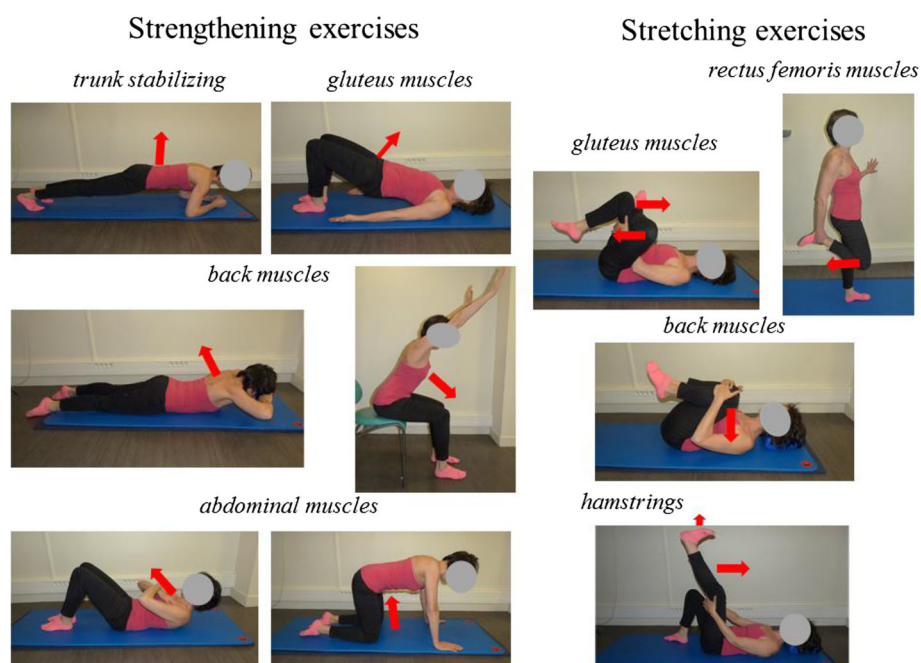 Strengthening exercises
trunk stabilizing
gluteus muscles
back muscles
abdominal muscles
Stretching exercises
rectus femoris muscles
gluteus muscles
back muscles
hamstrings